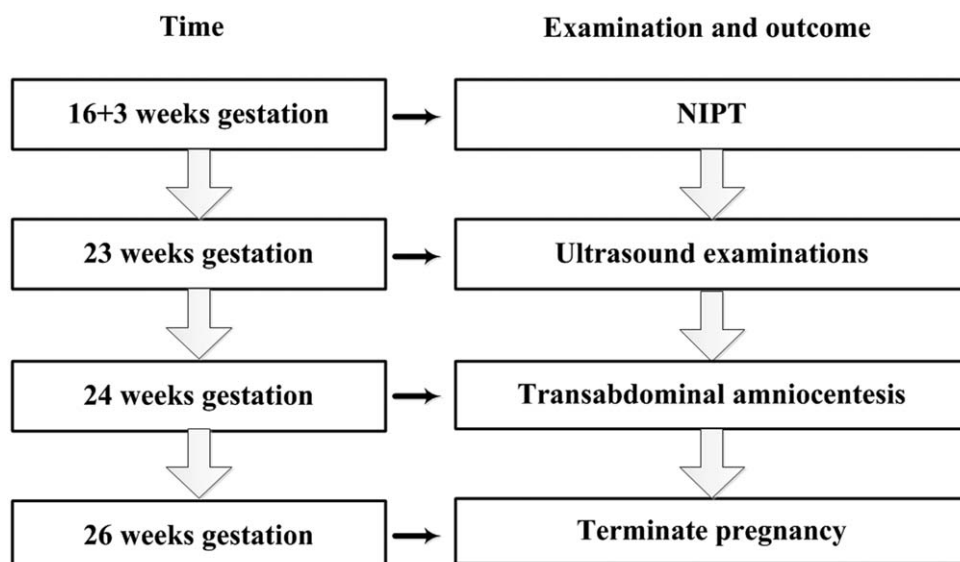 Time
Examination and outcome
16+3 weeks gestation
NIPT
23 weeks gestation
Ultrasound examinations
24 weeks gestation
Transabdominal amniocentesis
26 weeks gestation
Terminate pregnancy